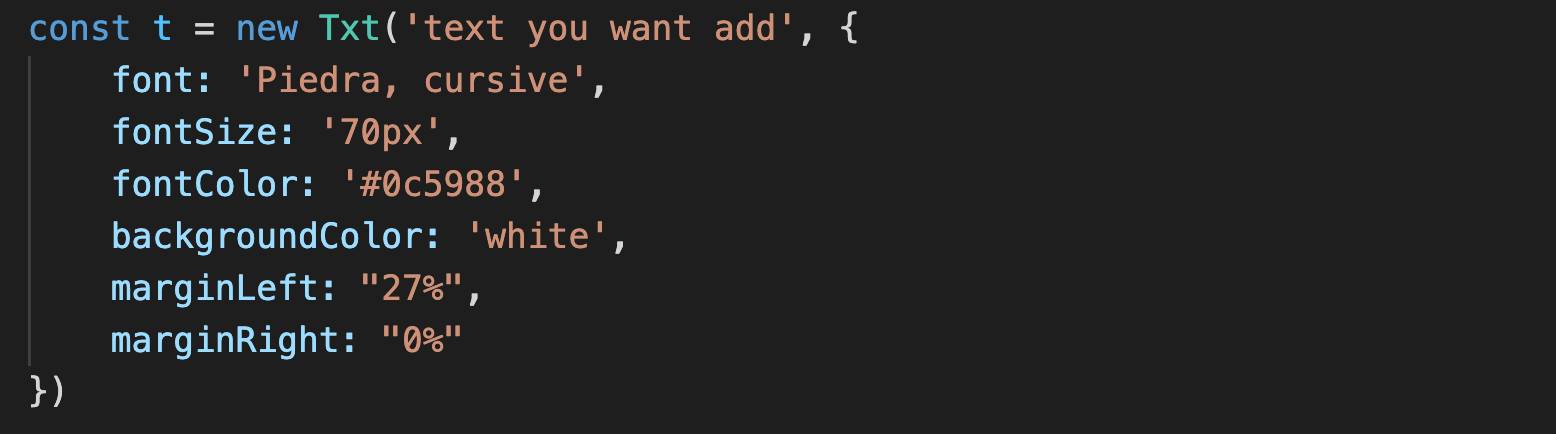 const t = new Txt('text you want add', {
    font: 'Piedra, cursive',
    fontSize: '70px',
    fontColor: '#0c5988',
    backgroundColor: 'white',
    marginLeft: "27%",
    marginRight: "0%"
})